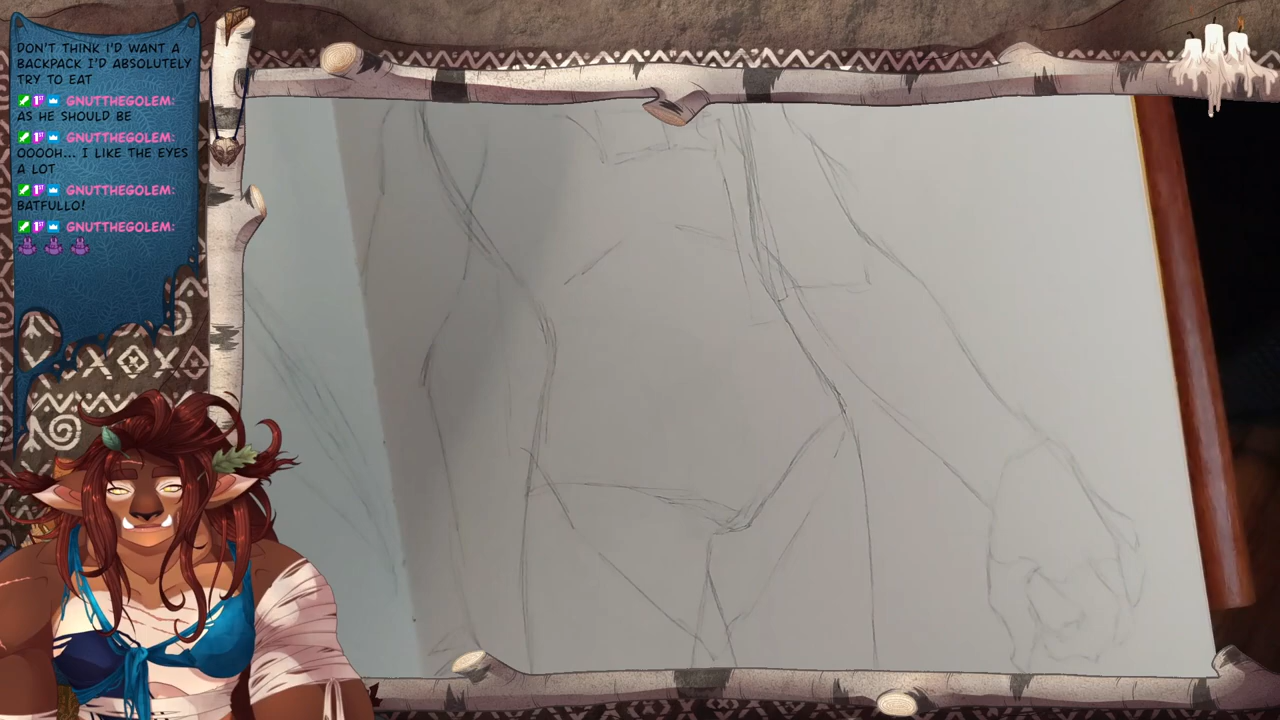 DON'T THINK I'D WANT A
BACKPACK I'D ABSOLUTELY
TRY TO EAT
GNUTTHEGOLEM:
AS HE SHOULD BE
GNUTTHEGOLEM:
OOOOH... I LIKE THE EYES
A LOT
GNUTTHEGOLEM:
BATFULLO!
GNUTTHEGOLEM: